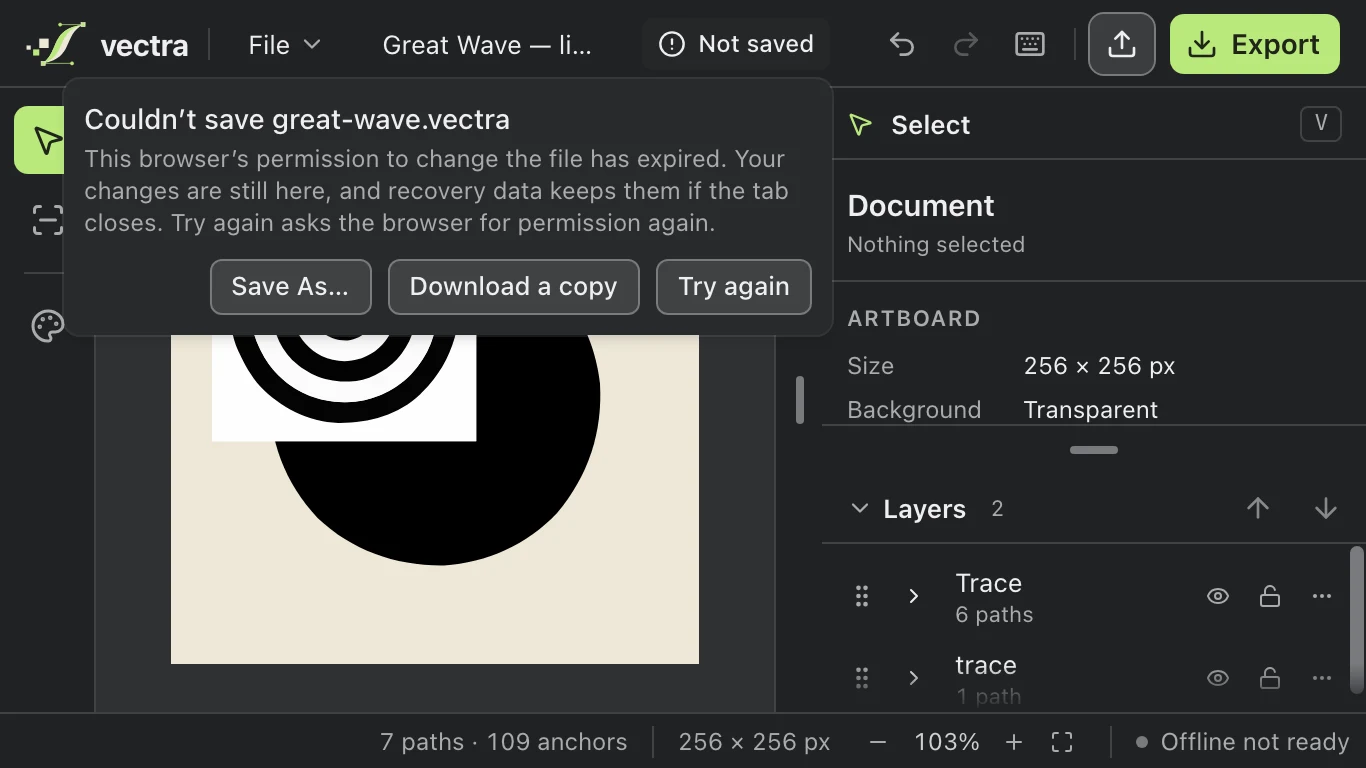 vectra
File
Great Wave — li...
Not saved
Export
Couldn’t save great-wave.vectra
This browser’s permission to change the file has expired. Your
changes are still here, and recovery data keeps them if the tab
closes. Try again asks the browser for permission again.
Save As…
Download a copy
Try again
Select
V
Document
Nothing selected
ARTBOARD
Size
256 × 256 px
Background
Transparent
Layers
2
Trace
6 paths
trace
1 path
7 paths · 109 anchors
256 × 256 px
103%
Offline not ready